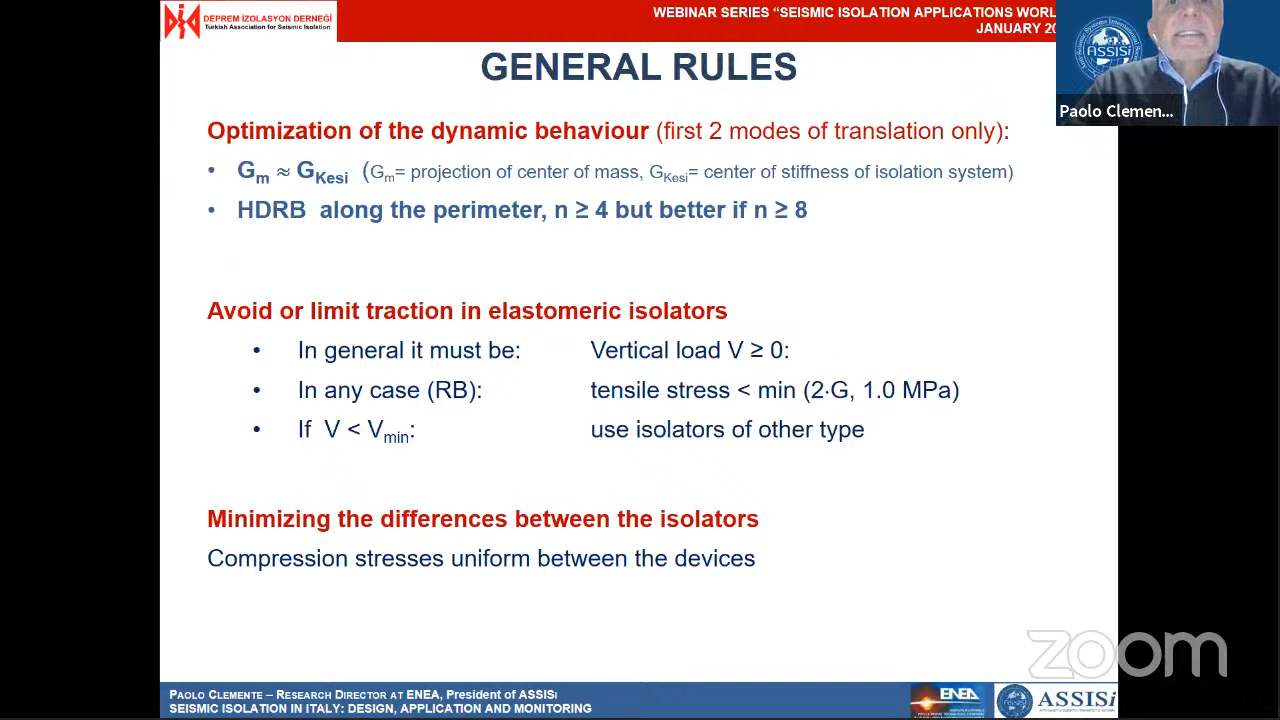 DEPREM İZOLASYON DERNEĞİ
Turkish Association for Seismic Isolation
WEBINAR SERIES “SEISMIC ISOLATION APPLICATIONS WORL
JANUARY 20
ASSISi
Paolo Clemen...
GENERAL RULES
Optimization of the dynamic behaviour (first 2 modes of translation only):
• Gm ≈ GKesi (Gm= projection of center of mass, GKesi= center of stiffness of isolation system)
• HDRB along the perimeter, n ≥ 4 but better if n ≥ 8
Avoid or limit traction in elastomeric isolators
• In general it must be: Vertical load V ≥ 0:
• In any case (RB): tensile stress < min (2·G, 1.0 MPa)
• If V < Vmin: use isolators of other type
Minimizing the differences between the isolators
Compression stresses uniform between the devices
zoom
PAOLO CLEMENTE – RESEARCH DIRECTOR AT ENEA, President of ASSISi
SEISMIC ISOLATION IN ITALY: DESIGN, APPLICATION AND MONITORING
ENEA
ASSISi